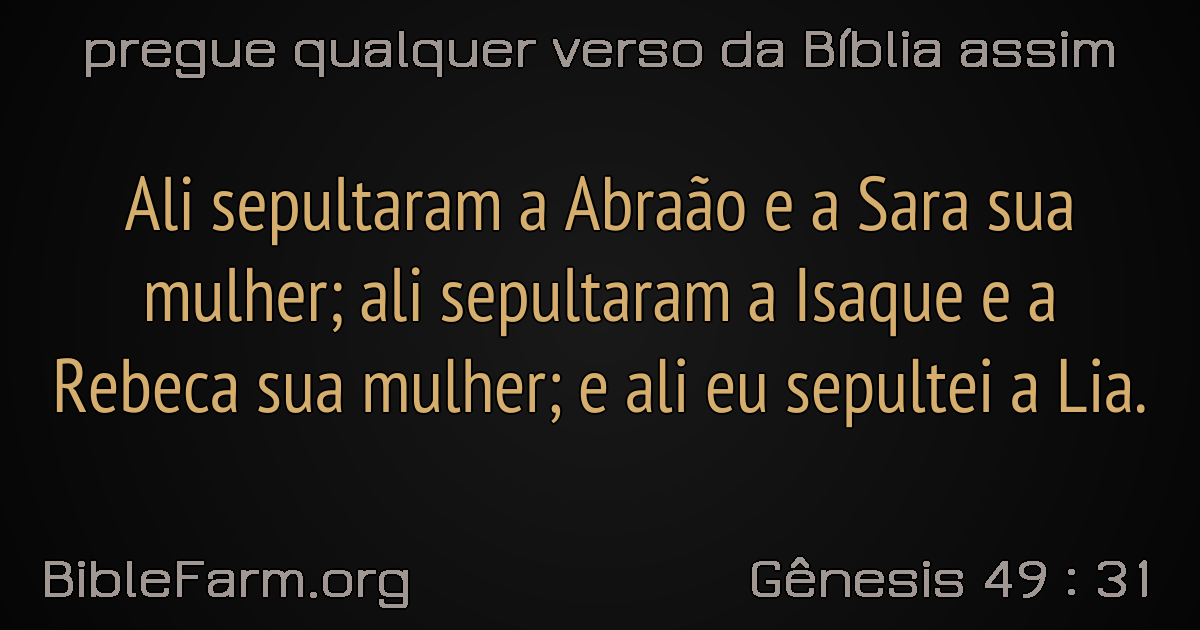 pregue qualquer verso da Bíblia assim
Ali sepultaram a Abraão e a Sara sua
mulher; ali sepultaram a Isaque e a
Rebeca sua mulher; e ali eu sepultei a Lia.
BibleFarm.org
Gênesis 49 : 31